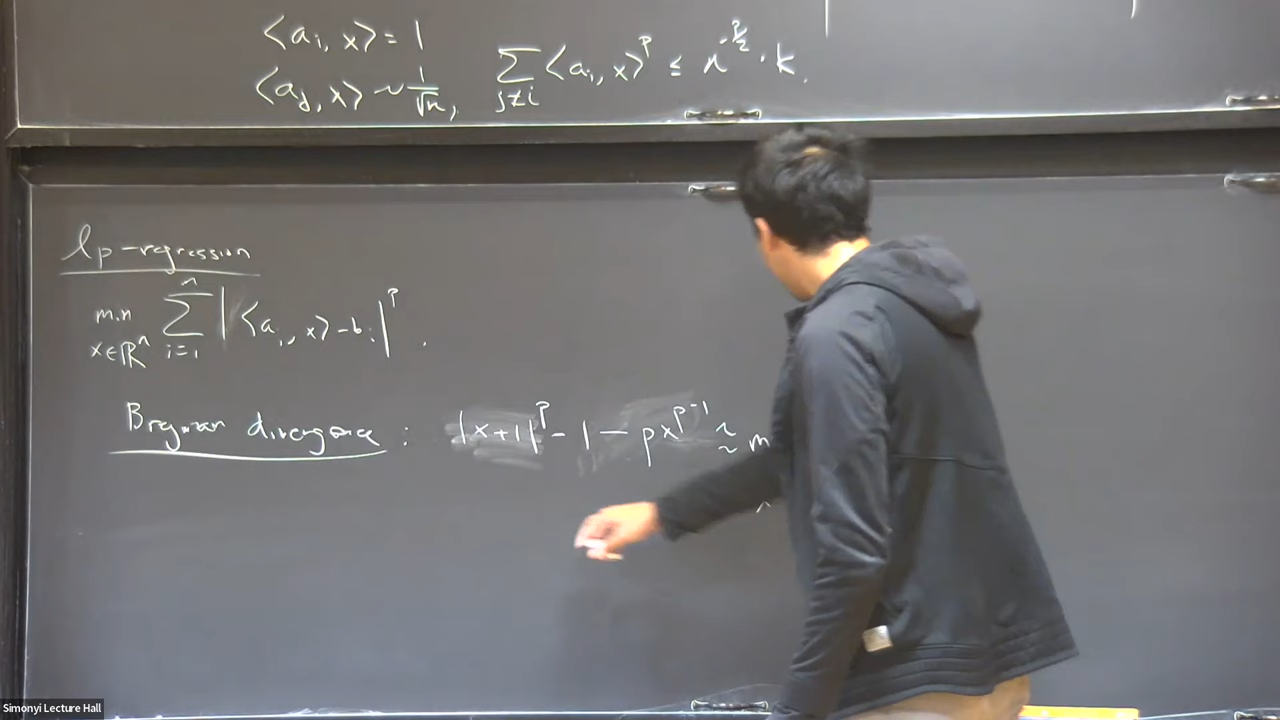 <a_i, x> = 1
<a_j, x> ~ 1/√n, Σ_{j≠i} <a_i, x>^p ≤ n^{-p/2} · k.
lp-regression
min_{x∈ℝ^n} Σ_{i=1}^n |<a_i, x> - b_i|^p.
Bregman divergence: |x+1|^p - 1 - px^{p-1} ≈ m
Simonyi Lecture Hall